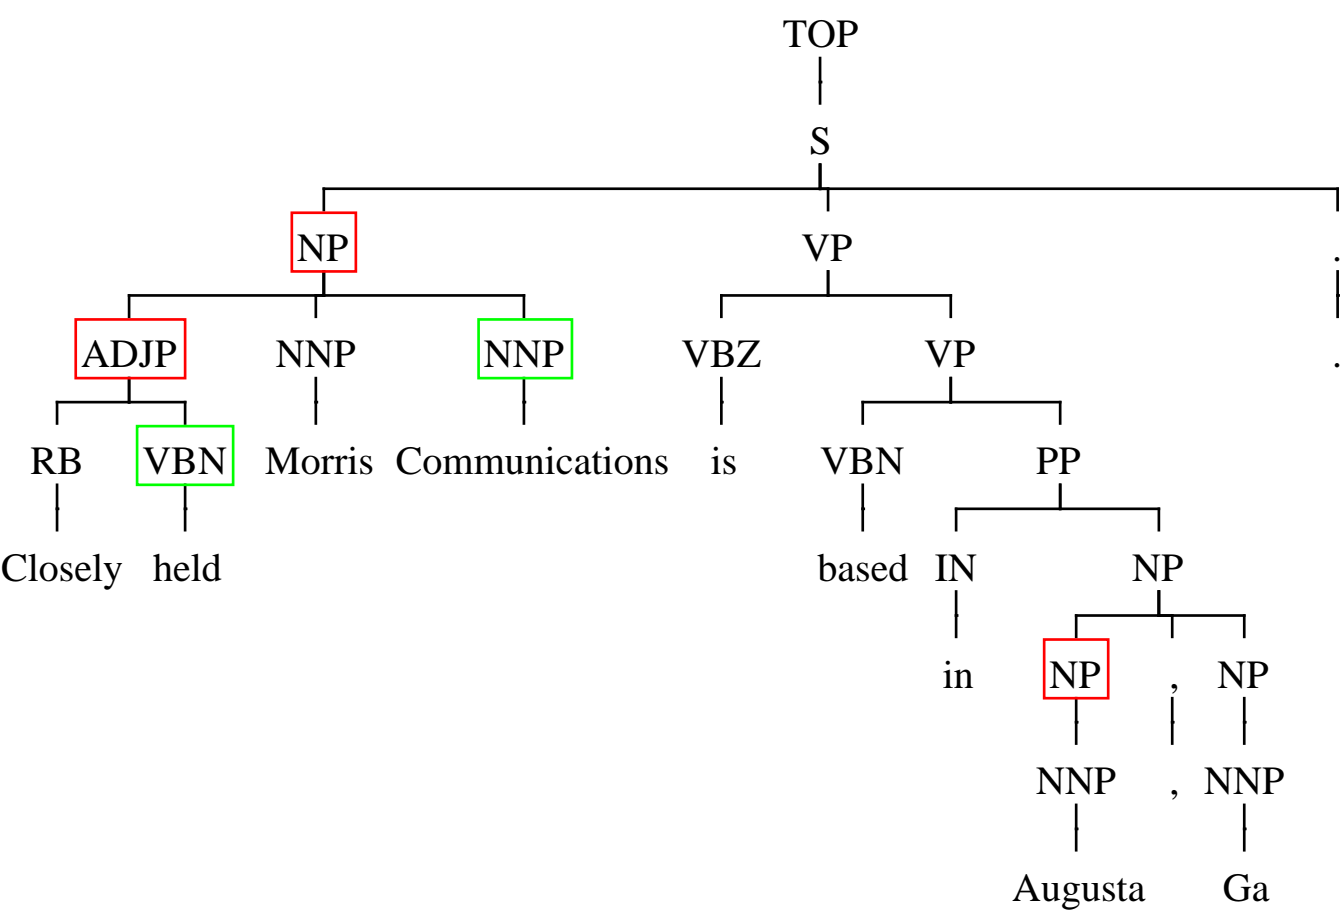 TOP
S
NP VP .
ADJP NNP NNP VBZ VP .
RB VBN Morris Communications is VBN PP
Closely held based IN NP
in NP , NP
NNP , NNP
Augusta Ga